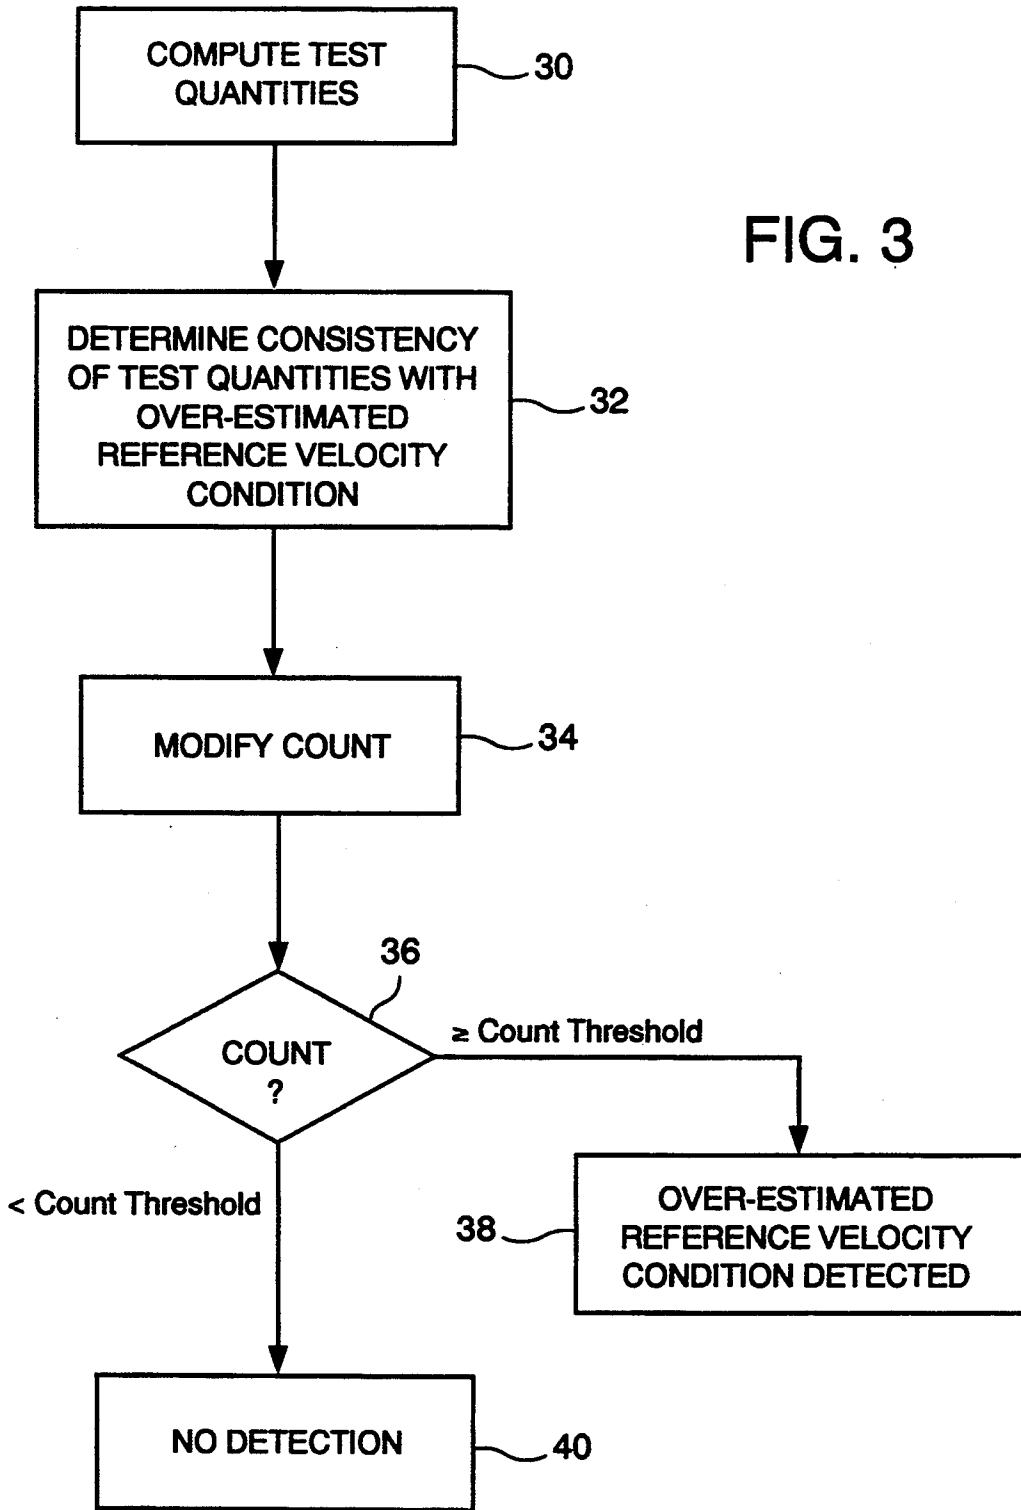 COMPUTE TEST
QUANTITIES
30
FIG. 3
DETERMINE CONSISTENCY
OF TEST QUANTITIES WITH
OVER-ESTIMATED
REFERENCE VELOCITY
CONDITION
32
MODIFY COUNT
34
36
COUNT
?
≥ Count Threshold
< Count Threshold
OVER-ESTIMATED
REFERENCE VELOCITY
CONDITION DETECTED
38
NO DETECTION
40